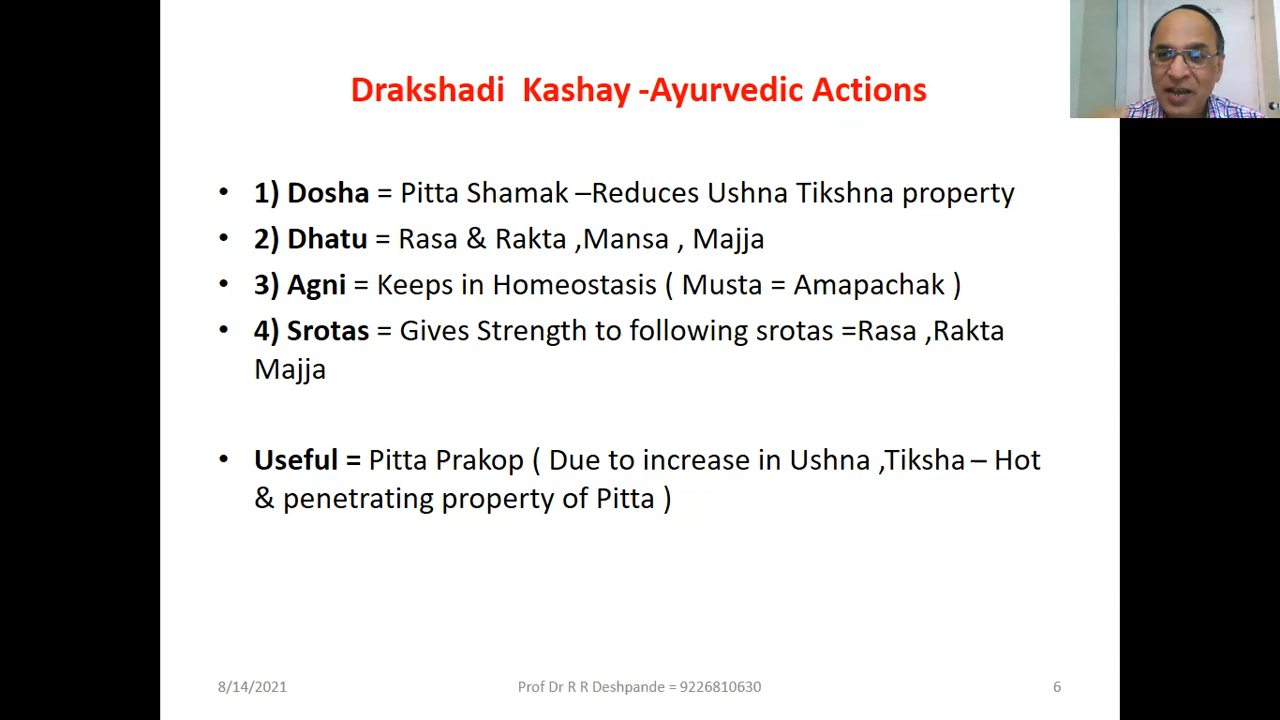 Drakshadi Kashay -Ayurvedic Actions
• 1) Dosha = Pitta Shamak –Reduces Ushna Tikshna property
• 2) Dhatu = Rasa & Rakta ,Mansa , Majja
• 3) Agni = Keeps in Homeostasis ( Musta = Amapachak )
• 4) Srotas = Gives Strength to following srotas =Rasa ,Rakta
Majja
• Useful = Pitta Prakop ( Due to increase in Ushna ,Tiksha – Hot
& penetrating property of Pitta )
8/14/2021 Prof Dr R R Deshpande = 9226810630 6